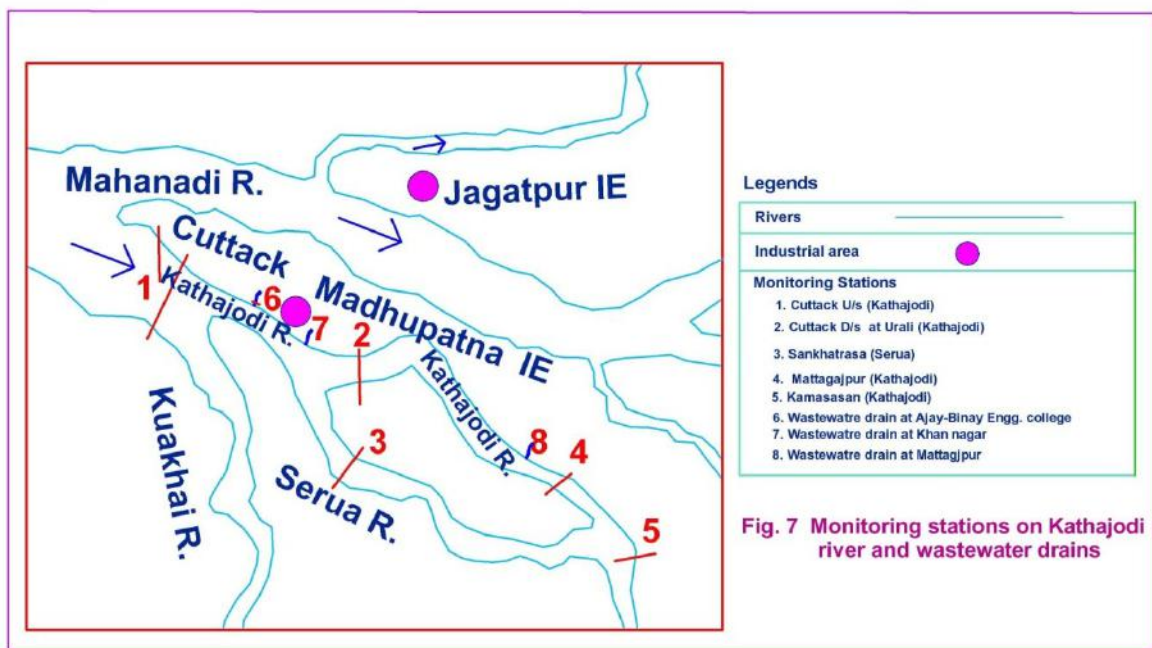 Mahanadi R.
Jagatpur IE
Cuttack Madhupatna IE
1
Kathajodi R.
6
7
2
Kathajodi R.
8
4
3
Serua R.
Kuakhai R.
5
Legends
Rivers
Industrial area
Monitoring Stations
1. Cuttack U/s (Kathajodi)
2. Cuttack D/s at Urali (Kathajodi)
3. Sankhatrasa (Serua)
4. Mattagajpur (Kathajodi)
5. Kamasasan (Kathajodi)
6. Wastewatre drain at Ajay-Binay Engg. college
7. Wastewatre drain at Khan nagar
8. Wastewatre drain at Mattagjpur
Fig. 7 Monitoring stations on Kathajodi
river and wastewater drains